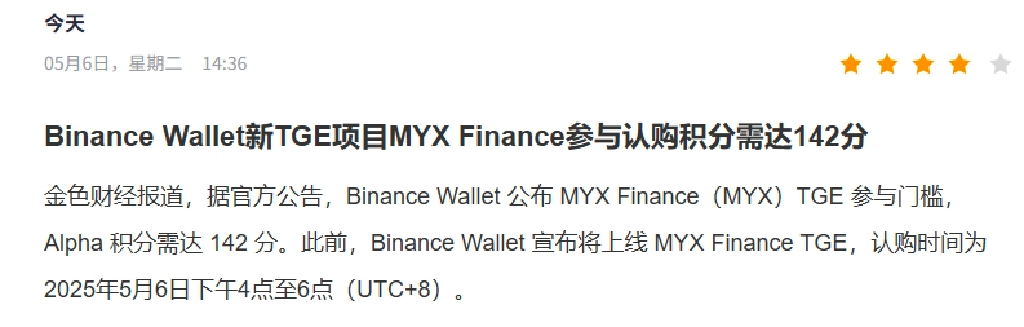 今天
05月6日，星期二 14:36
Binance Wallet新TGE项目MYX Finance参与认购积分需达142分
金色财经报道，据官方公告，Binance Wallet 公布 MYX Finance（MYX）TGE 参与门槛，
Alpha 积分需达 142 分。此前，Binance Wallet 宣布将上线 MYX Finance TGE，认购时间为
2025年5月6日下午4点至6点（UTC+8）。